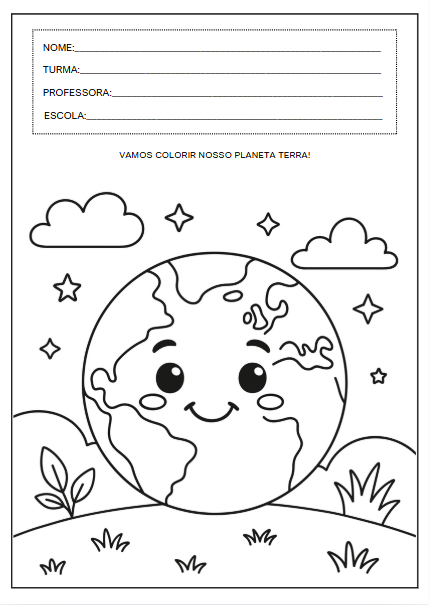 NOME:
TURMA:
PROFESSORA:
ESCOLA:
VAMOS COLORIR NOSSO PLANETA TERRA!